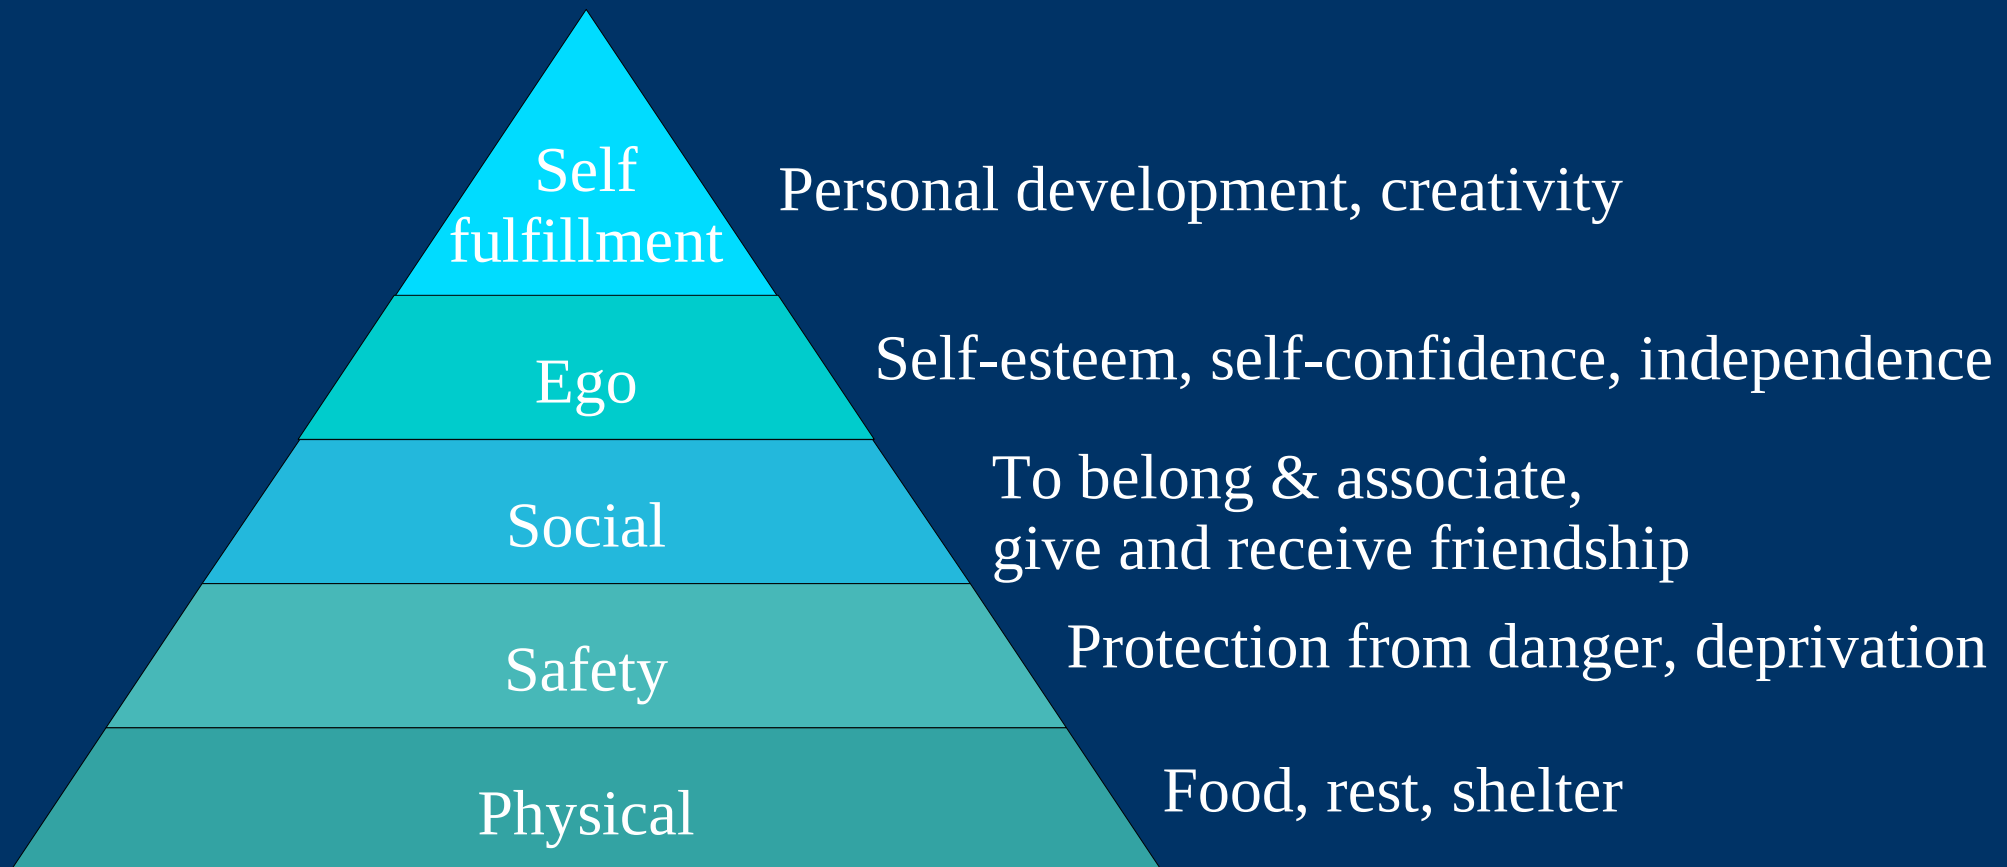 Self
fulfillment
Personal development, creativity
Ego
Self-esteem, self-confidence, independence
Social
To belong & associate,
give and receive friendship
Safety
Protection from danger, deprivation
Physical
Food, rest, shelter